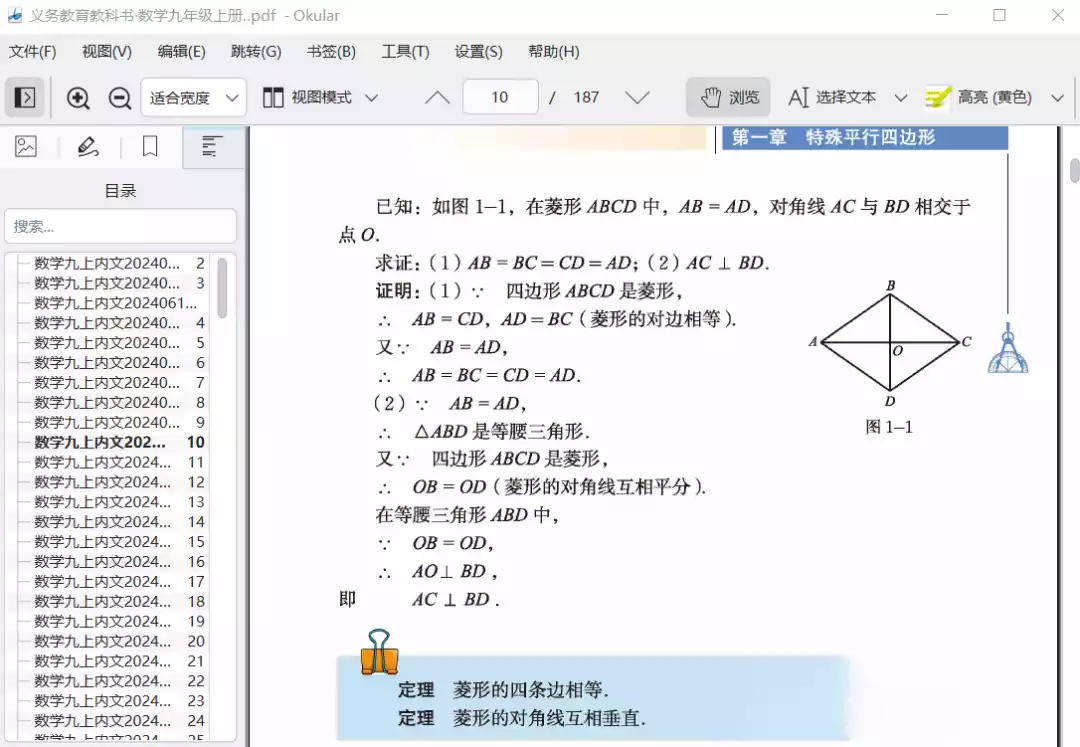 义务教育教科书·数学九年级上册..pdf - Okular
文件(F) 视图(V) 编辑(E) 跳转(G) 书签(B) 工具(T) 设置(S) 帮助(H)
适合宽度 视图模式 10 / 187 浏览 选择文本 高亮 (黄色)
目录
搜索...
数学九上内文20240... 2
数学九上内文20240... 3
数学九上内文2024061...
数学九上内文20240... 4
数学九上内文20240... 5
数学九上内文20240... 6
数学九上内文20240... 7
数学九上内文20240... 8
数学九上内文20240... 9
数学九上内文202... 10
数学九上内文2024... 11
数学九上内文2024... 12
数学九上内文2024... 13
数学九上内文2024... 14
数学九上内文2024... 15
数学九上内文2024... 16
数学九上内文2024... 17
数学九上内文2024... 18
数学九上内文2024... 19
数学九上内文2024... 20
数学九上内文2024... 21
数学九上内文2024... 22
数学九上内文2024... 23
数学九上内文2024... 24
第一章 特殊平行四边形
已知:如图1-1,在菱形ABCD中,AB = AD,对角线AC与BD相交于
点O.
求证:(1)AB = BC = CD = AD;(2)AC ⊥ BD.
证明:(1)∵ 四边形ABCD是菱形,
∴ AB = CD,AD = BC(菱形的对边相等).
又∵ AB = AD,
∴ AB = BC = CD = AD.
(2)∵ AB = AD,
∴ △ABD是等腰三角形.
又∵ 四边形ABCD是菱形,
∴ OB = OD(菱形的对角线互相平分).
在等腰三角形ABD中,
∵ OB = OD,
∴ AO⊥ BD,
即 AC ⊥ BD.
B
A
O
C
D
图1-1
定理 菱形的四条边相等.
定理 菱形的对角线互相垂直.